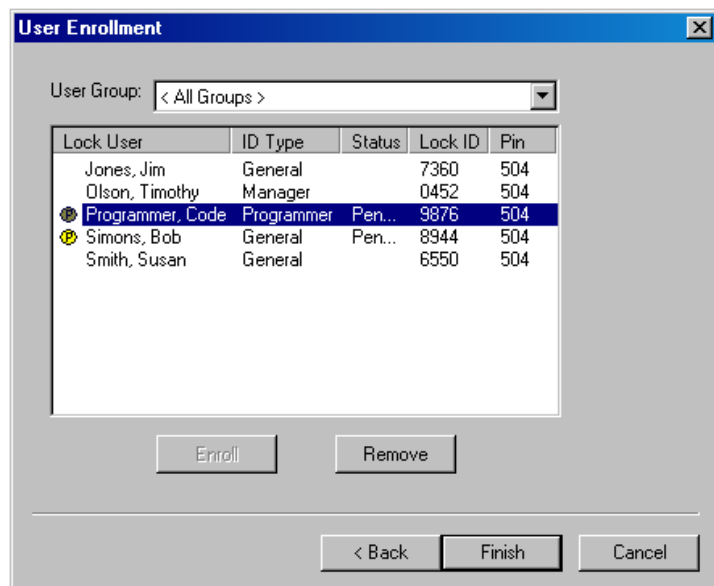 User Enrollment
User Group: < All Groups >
Lock User ID Type Status Lock ID Pin
Jones, Jim General 7360 504
Olson, Timothy Manager 0452 504
P Programmer, Code Programmer Pen... 9876 504
P Simons, Bob General Pen... 8944 504
Smith, Susan General 6550 504
Enroll Remove
< Back Finish Cancel